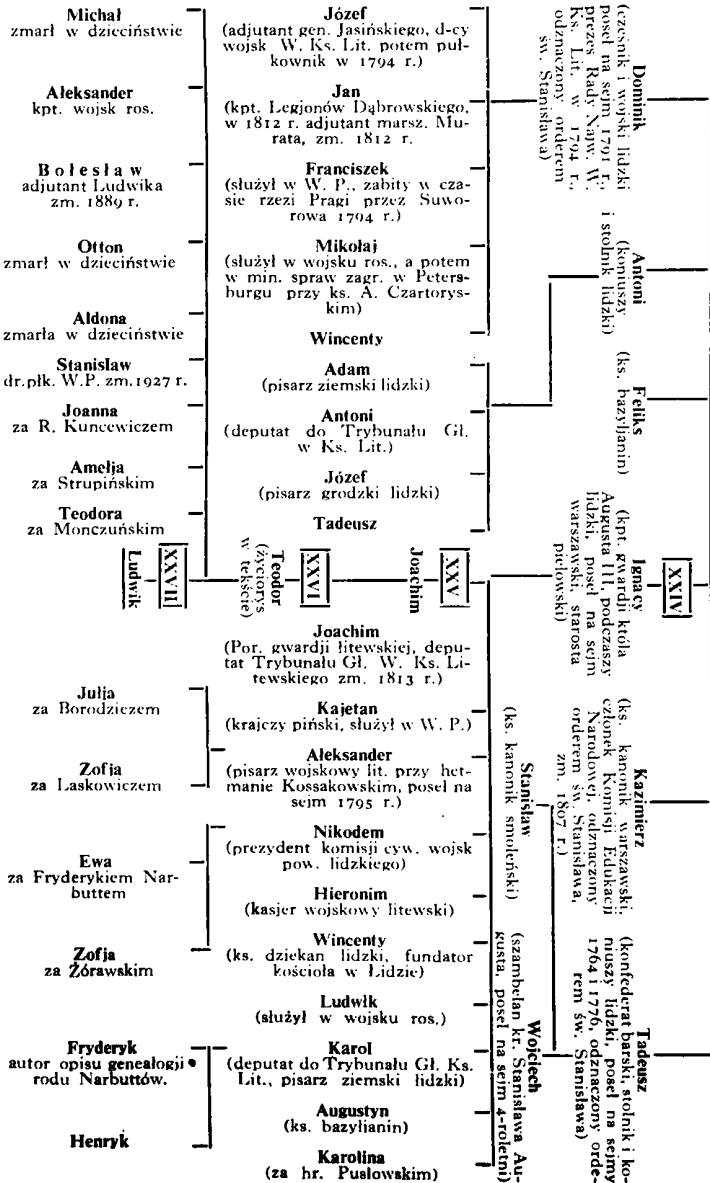 Michał
zmarł w dzieciństwie
Aleksander
kpt. wojsk ros.
Bolesław
adjutant Ludwika
zm. 1889 r.
Otton
zmarł w dzieciństwie
Aldona
zmarła w dzieciństwie
Stanisław
dr.płk. W.P. zm. 1927 r.
Joanna
za R. Kuncewiczem
Amelja
za Strupińskim
Teodora
za Monczuńskim
XXVII
Ludwik
Julja
za Borodziczem
Zofja
za Laskowiczem
Ewa
za Fryderykiem Nar-
buttem
Zofja
za Żórawskim
Fryderyk
autor opisu genealogji
rodu Narbuttów.
Henryk
Józef
(adjutant gen. Jasińskiego, d-cy
wojsk W. Ks. Lit. potem puł-
kownik w 1794 r.)
Jan
(kpt. Legjonów Dąbrowskiego,
w 1812 r. adjutant marsz. Mu-
rata, zm. 1812 r.
Franciszek
(służył w W. P., zabity w cza-
sie rzezi Pragi przez Suwo-
rowa 1794 r.)
Mikołaj
(służył w wojsku ros., a potem
w min. spraw zagr. w Peters-
burgu przy ks. A. Czartorys-
kim)
Wincenty
Adam
(pisarz ziemski lidzki)
Antoni
(deputat do Trybunału Gł.
w Ks. Lit.)
Józef
(pisarz grodzki lidzki)
Tadeusz
XXVI
Teodor
(życiorys
w tekście)
XXV
Joachim
Joachim
(Por. gwardji litewskiej, depu-
tat Trybunału Gł. W. Ks. Li-
tewskiego zm. 1813 r.)
Kajetan
(krajczy piński, służył w W. P.)
Aleksander
(pisarz wojskowy lit. przy het-
manie Kossakowskim, poseł na
sejm 1795 r.)
Nikodem
(prezydent komisji cyw. wojsk
pow. lidzkiego)
Hieronim
(kasjer wojskowy litewski)
Wincenty
(ks. dziekan lidzki, fundator
kościoła w Lidzie)
Ludwik
(służył w wojsku ros.)
Karol
(deputat do Trybunału Gł. Ks.
Lit., pisarz ziemski lidzki)
Augustyn
(ks. bazyljanin)
Karolina
(za hr. Pusłowskim)
Dominik
(cześnik i wojski lidzki
poseł na sejm 1791 r.,
prezes Rady Najw. W.
Ks. Lit. w 1794 r.,
odznaczony orderem
św. Stanisława)
Antoni
(koniuszy
i stolnik lidzki)
Feliks
(ks. bazyljanin)
XXIV
Ignacy
(kpt. gwardji króla
Augusta III, podczaszy
lidzki, poseł na sejm
warszawski, starosta
pielowski)
Kazimierz
(ks. kanonik warszawski,
członek Komisji Edukacji
Narodowej, odznaczony
orderem św. Stanisława,
zm. 1807 r.)
Stanisław
(ks. kanonik smoleński)
Tadeusz
(konfederat barski, stolnik i ko-
niuszy lidzki, poseł na sejmy
1764 i 1776, odznaczony orde-
rem św. Stanisława)
Wojciech
(szambelan kr. Stanisława Au-
gusta, poseł na sejm 4-roletni)